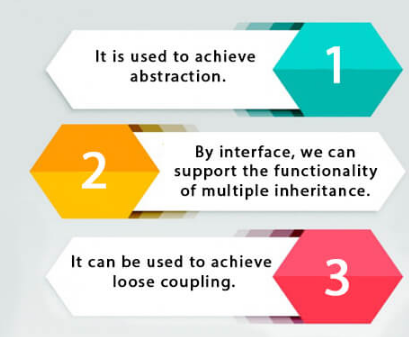 It is used to achieve
abstraction.
1
2
By interface, we can
support the functionality
of multiple inheritance.
It can be used to achieve
loose coupling.
3